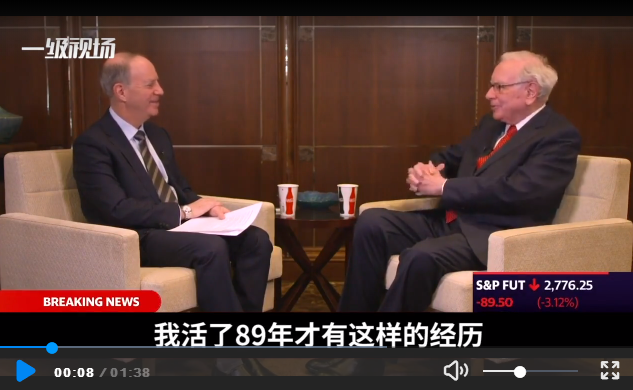 一级视场
S&P FUT 2,776.25
-89.50 (-3.12%)
BREAKING NEWS
我活了89年才有这样的经历
00:08 / 01:38